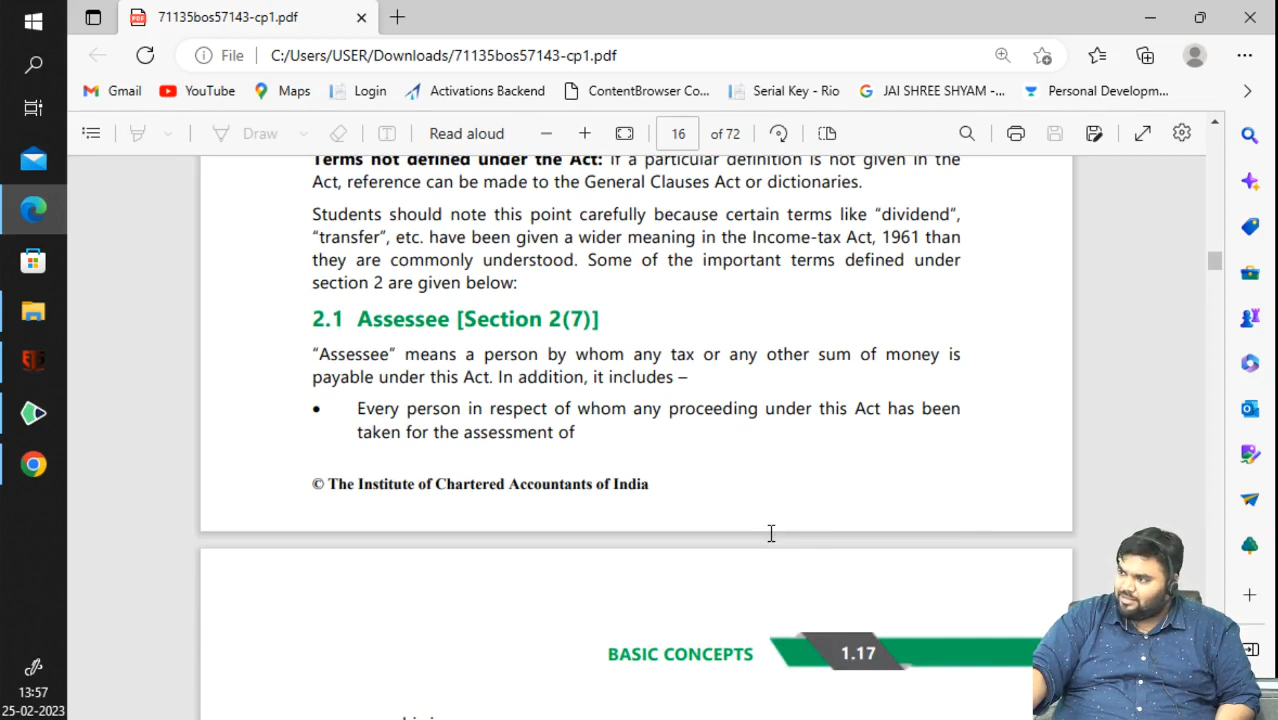 71135bos57143-cp1.pdf
File C:/Users/USER/Downloads/71135bos57143-cp1.pdf
Gmail YouTube Maps Login Activations Backend ContentBrowser Co... Serial Key - Rio JAI SHREE SHYAM -... Personal Developm...
Draw Read aloud 16 of 72
Terms not defined under the Act: If a particular definition is not given in the
Act, reference can be made to the General Clauses Act or dictionaries.
Students should note this point carefully because certain terms like “dividend”,
“transfer”, etc. have been given a wider meaning in the Income-tax Act, 1961 than
they are commonly understood. Some of the important terms defined under
section 2 are given below:
2.1 Assessee [Section 2(7)]
“Assessee” means a person by whom any tax or any other sum of money is
payable under this Act. In addition, it includes –
• Every person in respect of whom any proceeding under this Act has been
taken for the assessment of
© The Institute of Chartered Accountants of India
BASIC CONCEPTS 1.17
13:57
25-02-2023